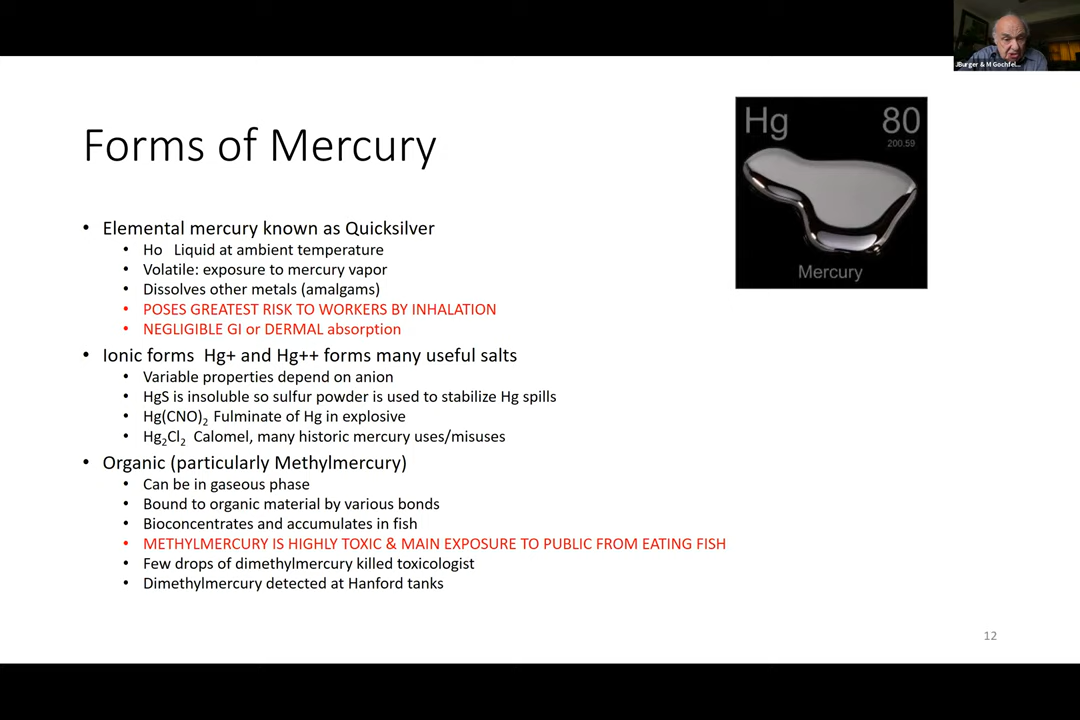 JBurger & M Gochfel...
Hg 80
200.59
Mercury
Forms of Mercury
• Elemental mercury known as Quicksilver
• Ho Liquid at ambient temperature
• Volatile: exposure to mercury vapor
• Dissolves other metals (amalgams)
• POSES GREATEST RISK TO WORKERS BY INHALATION
• NEGLIGIBLE GI or DERMAL absorption
• Ionic forms Hg+ and Hg++ forms many useful salts
• Variable properties depend on anion
• HgS is insoluble so sulfur powder is used to stabilize Hg spills
• Hg(CNO)₂ Fulminate of Hg in explosive
• Hg₂Cl₂ Calomel, many historic mercury uses/misuses
• Organic (particularly Methylmercury)
• Can be in gaseous phase
• Bound to organic material by various bonds
• Bioconcentrates and accumulates in fish
• METHYLMERCURY IS HIGHLY TOXIC & MAIN EXPOSURE TO PUBLIC FROM EATING FISH
• Few drops of dimethylmercury killed toxicologist
• Dimethylmercury detected at Hanford tanks
12